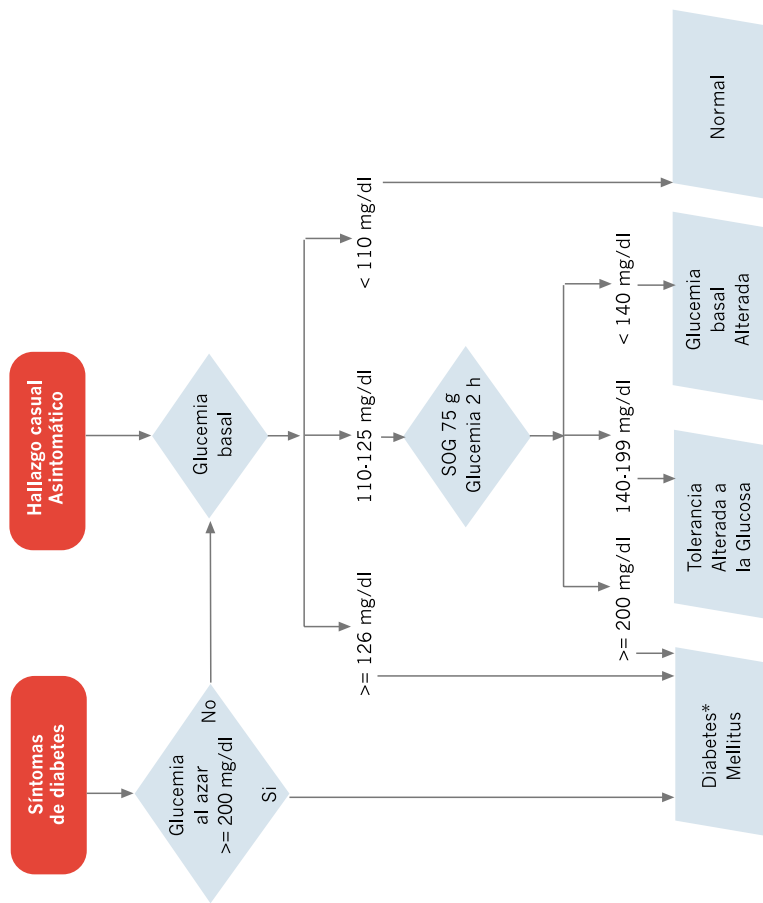 Síntomas
de diabetes
Hallazgo casual
Asintomático
Glucemia
al azar
>= 200 mg/dl
No
Si
Glucemia
basal
>= 126 mg/dl
110-125 mg/dl
< 110 mg/dl
SOG 75 g
Glucemia 2 h
>= 200 mg/dl
140-199 mg/dl
< 140 mg/dl
Diabetes*
Mellitus
Tolerancia
Alterada a
la Glucosa
Glucemia
basal
Alterada
Normal